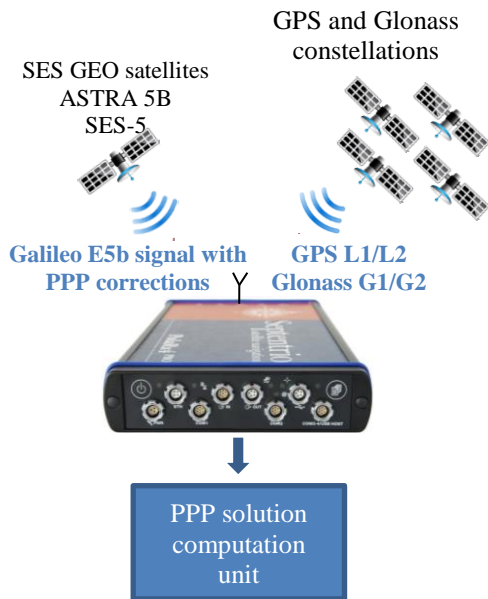 GPS and Glonass
constellations
SES GEO satellites
ASTRA 5B
SES-5
Galileo E5b signal with
PPP corrections
GPS L1/L2
Glonass G1/G2
Septentrio
PPP solution
computation
unit